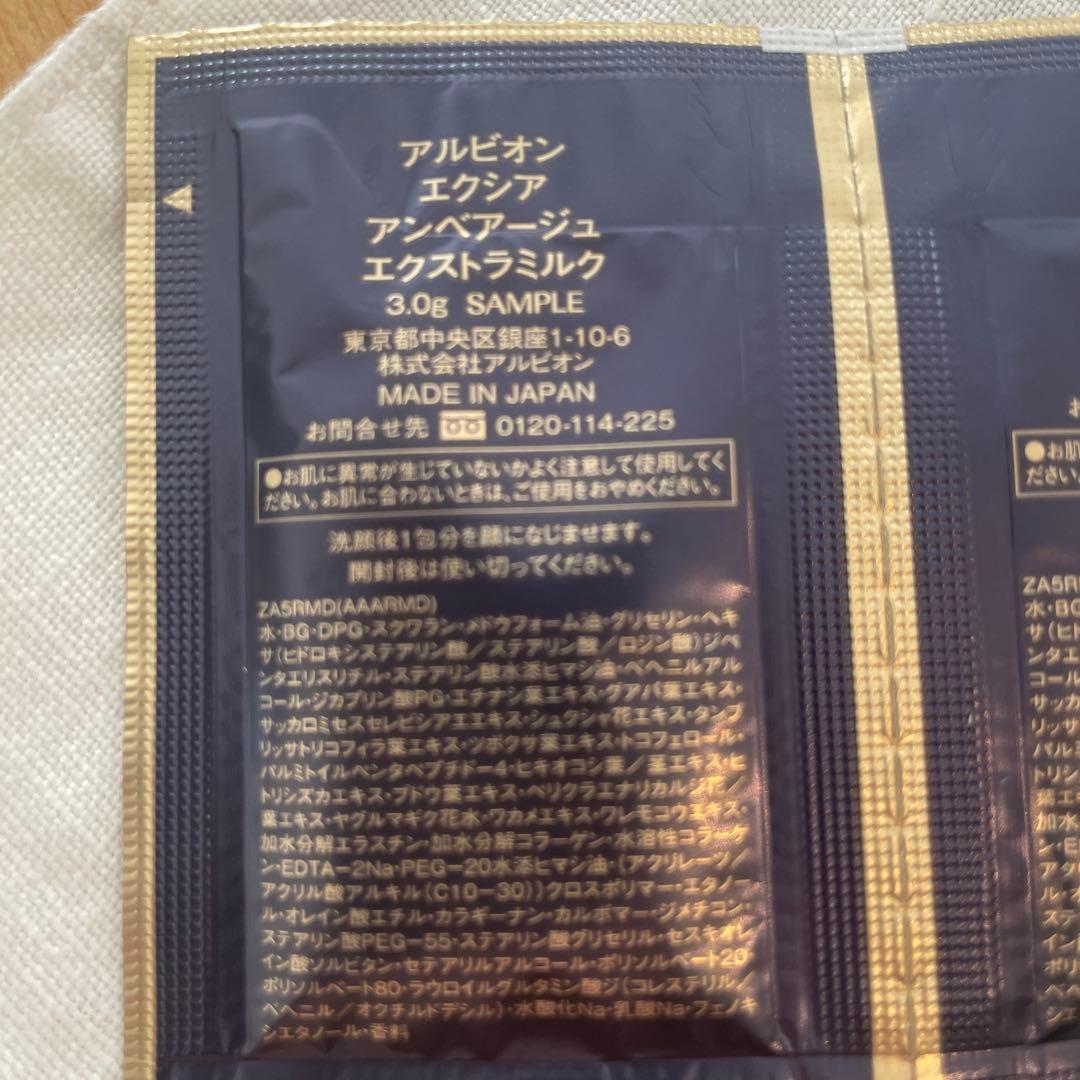 アルビオン
エクシア
アンベアージュ
エクストラミルク
3.0g SAMPLE
東京都中央区銀座1-10-6
株式会社アルビオン
MADE IN JAPAN
お問合せ先 0120-114-225
●お肌に異常が生じていないかよく注意して使用してく
ださい。お肌に合わないときは、ご使用をおやめください。
洗顔後1包分を顔になじませます。
開封後は使い切ってください。
ZA5RMD(AAARMD)
水・BG・DPG・スクワラン・メドウフォーム油・グリセリン・ヘキ
サ(ヒドロキシステアリン酸/ステアリン酸/ロジン酸)ジペ
ンタエリスリチル・ステアリン酸水添ヒマシ油・ベヘニルアル
コール・ジカプリン酸PG・エチナシ葉エキス・グアバ葉エキス・
サッカロミセスセレビシアエエキス・シュクシャ花エキス・タンブ
リッサトリコフィラ葉エキス・ツボクサ葉エキス・トコフェロール・
パルミトイルペンタペプチド-4・ヒキオコシ葉/茎エキス・ヒ
トリシズカエキス・ブドウ葉エキス・ペリクラエナリカルシ花/
葉エキス・ヤグルマギク花水・ワカメエキス・ワレモコウエキス・
加水分解エラスチン・加水分解コラーゲン・水溶性コラーゲ
ン・EDTA-2Na・PEG-20水添ヒマシ油・(アクリレーツ/
アクリル酸アルキル(C10-30))クロスポリマー・エタノー
ル・オレイン酸エチル・カラギーナン・カルボマー・ジメチコン・
ステアリン酸PEG-55・ステアリン酸グリセリル・セスキオレ
イン酸ソルビタン・セテアリルアルコール・ポリソルベート20・
ポリソルベート80・ラウロイルグルタミン酸ジ(コレステリル/
ベヘニル/オクチルドデシル)・水酸化Na・乳酸Na・フェノキ
シエタノール・香料